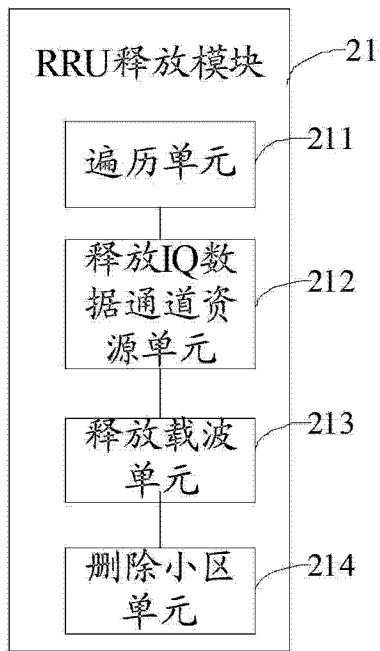 RRU释放模块
21
遍历单元
211
释放IQ数
据通道资
源单元
212
释放载波
单元
213
删除小区
单元
214